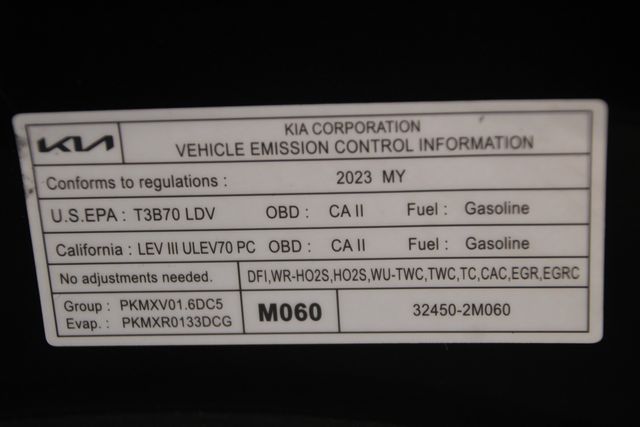 KIA
KIA CORPORATION
VEHICLE EMISSION CONTROL INFORMATION
Conforms to regulations : 2023 MY
U.S.EPA : T3B70 LDV OBD : CA II Fuel : Gasoline
California : LEV III ULEV70 PC OBD : CA II Fuel : Gasoline
No adjustments needed. DFI,WR-HO2S,HO2S,WU-TWC,TWC,TC,CAC,EGR,EGRC
Group : PKMXV01.6DC5
Evap. : PKMXR0133DCG
M060
32450-2M060